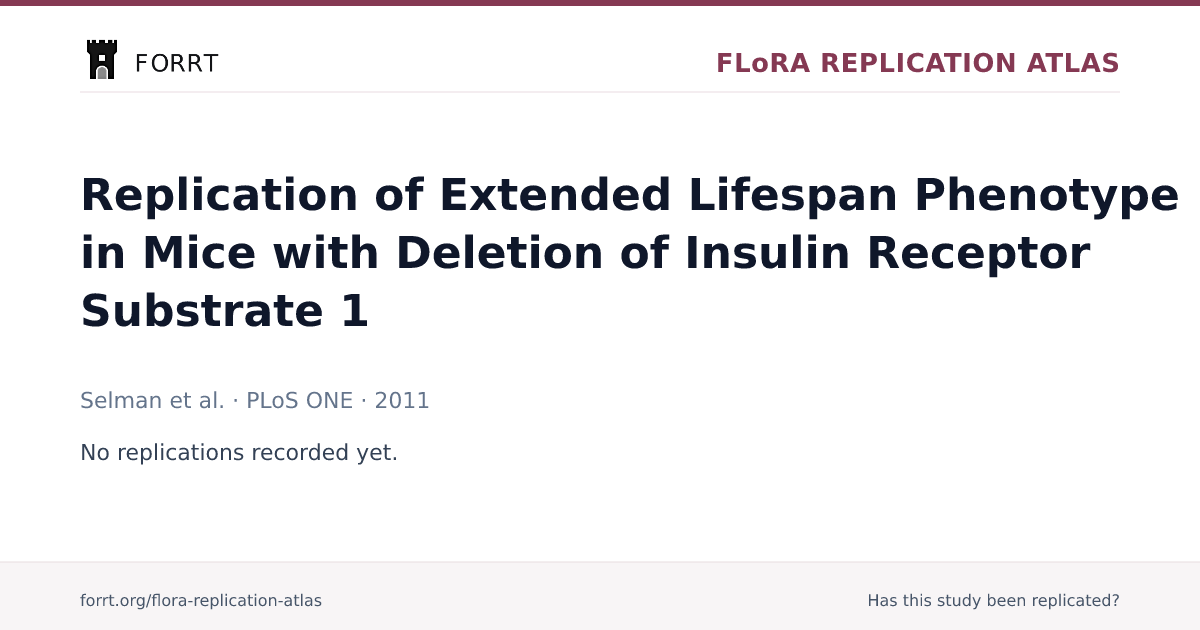 FORRT
FLoRA REPLICATION ATLAS
Replication of Extended Lifespan Phenotype
in Mice with Deletion of Insulin Receptor
Substrate 1
Selman et al. · PLoS ONE · 2011
No replications recorded yet.
forrt.org/flora-replication-atlas
Has this study been replicated?